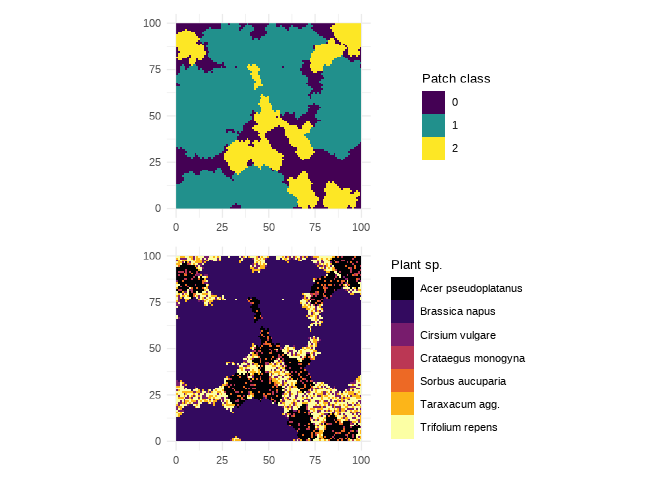 100
75
50
25
0
0 25 50 75 100
Patch class
0
1
2
100
75
50
25
0
0 25 50 75 100
Plant sp.
Acer pseudoplatanus
Brassica napus
Cirsium vulgare
Crataegus monogyna
Sorbus aucuparia
Taraxacum agg.
Trifolium repens